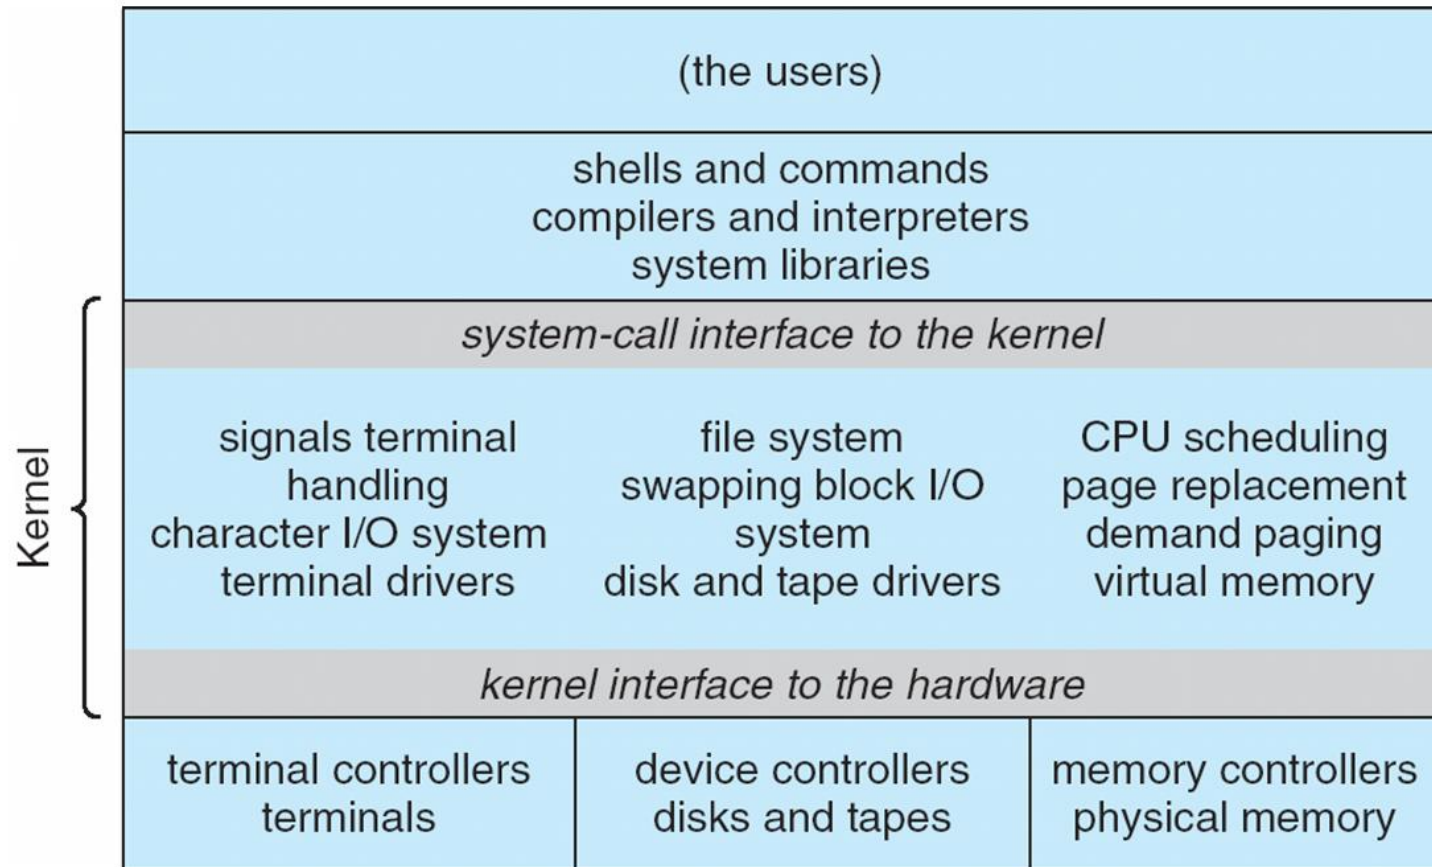 (the users)
shells and commands
compilers and interpreters
system libraries
Kernel
system-call interface to the kernel
signals terminal
handling
character I/O system
terminal drivers
file system
swapping block I/O
system
disk and tape drivers
CPU scheduling
page replacement
demand paging
virtual memory
kernel interface to the hardware
terminal controllers
terminals
device controllers
disks and tapes
memory controllers
physical memory